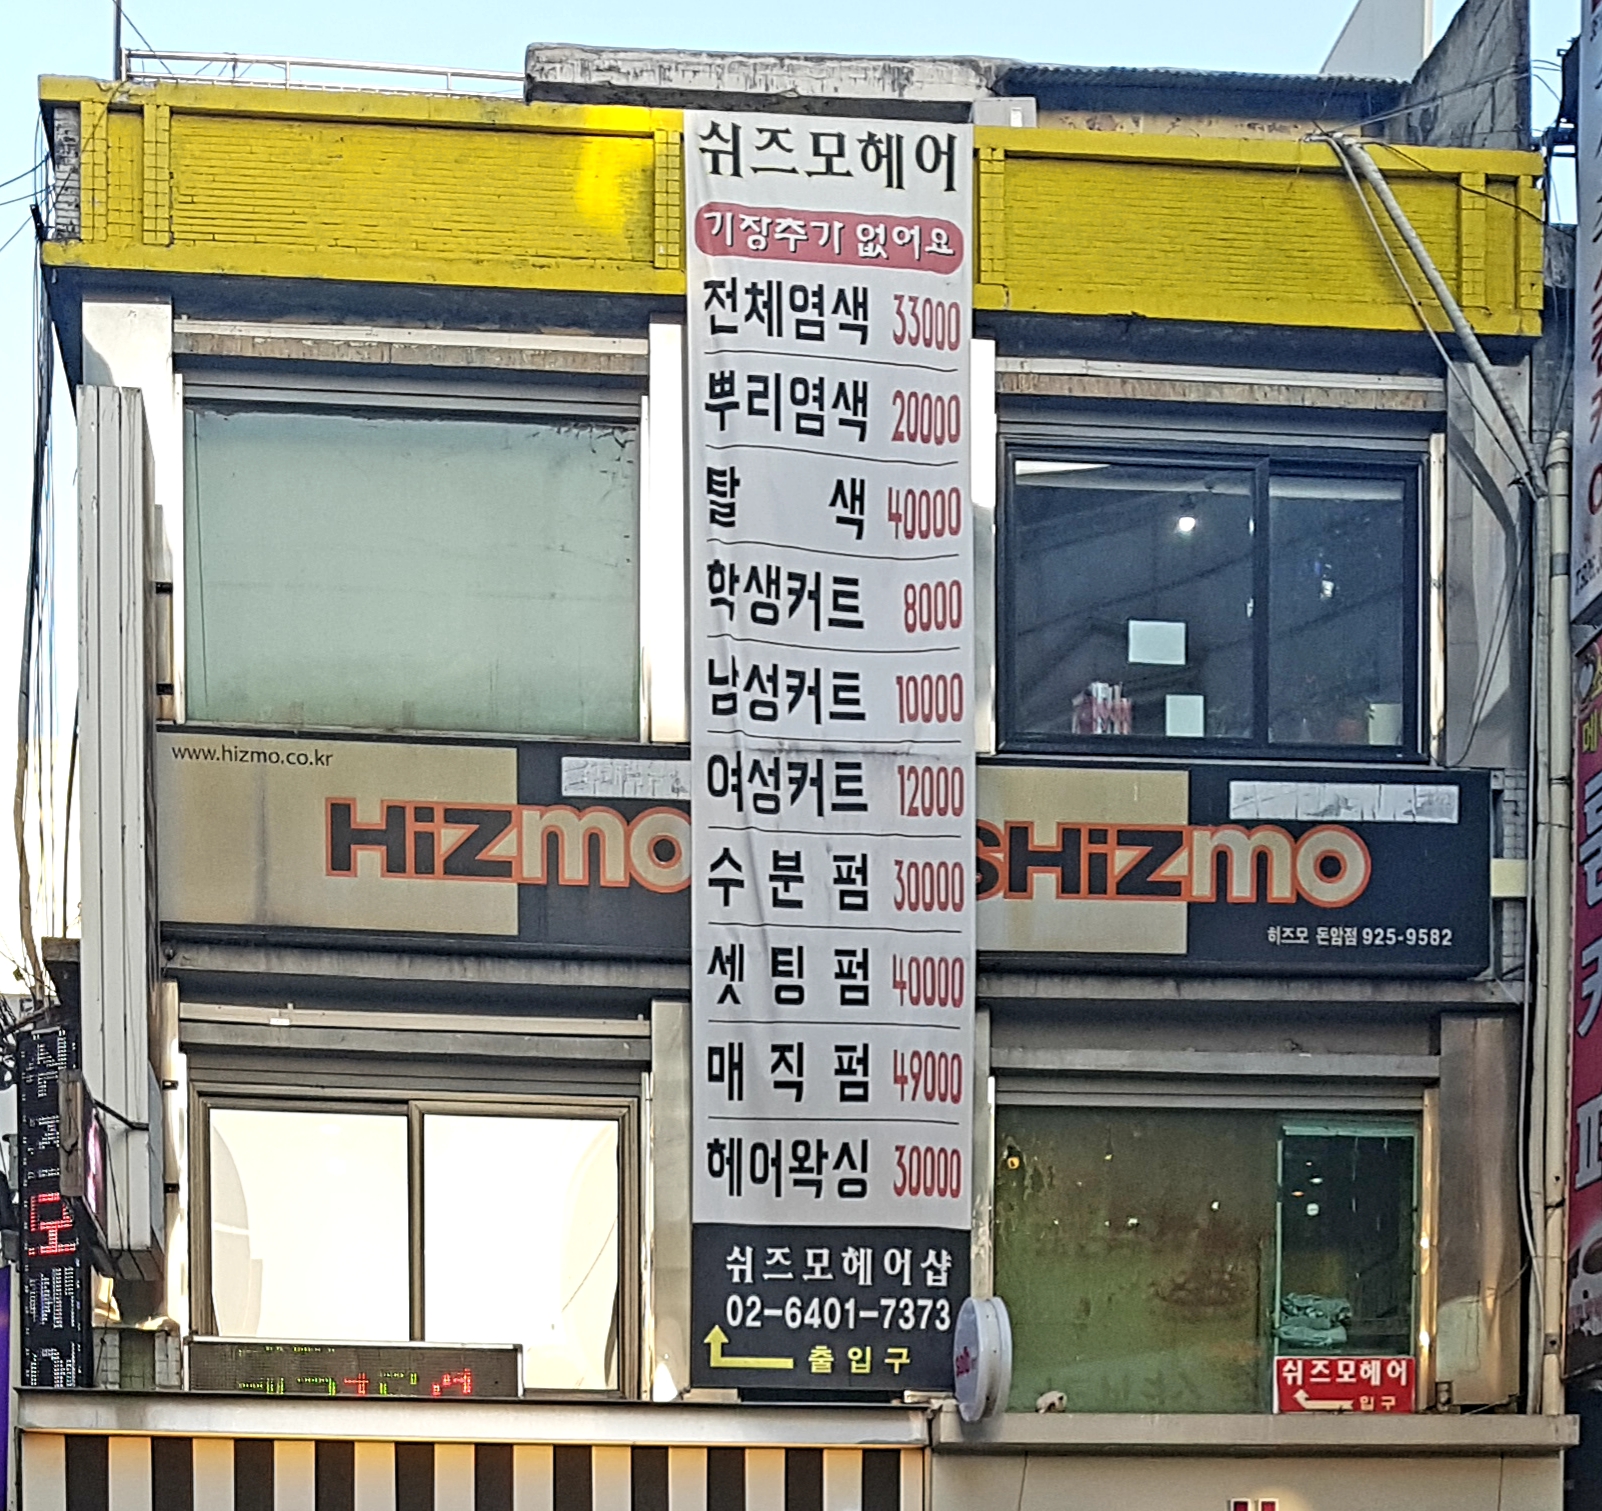 쉬즈모헤어
기장추가 없어요
전체염색 33000
뿌리염색 20000
탈색 40000
학생커트 8000
남성커트 10000
여성커트 12000
수분펌 30000
셋팅펌 40000
매직펌 49000
헤어왁싱 30000
쉬즈모헤어샵
02-6401-7373
출입구
www.hizmo.co.kr
Hizmo
SHizmo
히즈모 돈암점 925-9582
쉬즈모헤어
입구